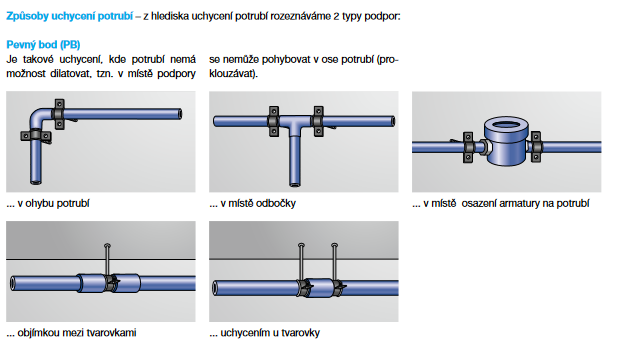 Způsoby uchycení potrubí – z hlediska uchycení potrubí rozeznáváme 2 typy podpor:
Pevný bod (PB)
Je takové uchycení, kde potrubí nemá
možnost dilatovat, tzn. v místě podpory
se nemůže pohybovat v ose potrubí (pro-
klouzávat).
... v ohybu potrubí
... v místě odbočky
... v místě osazení armatury na potrubí
... objímkou mezi tvarovkami
... uchycením u tvarovky